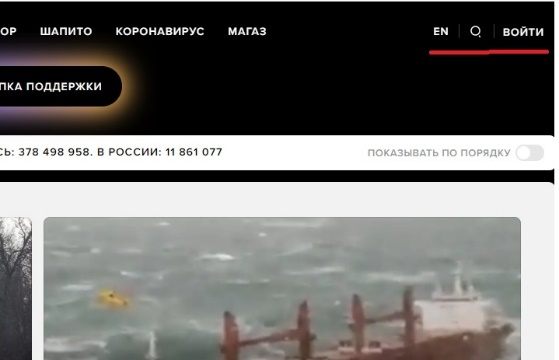 ОР ШАПИТО КОРОНАВИРУС МАГАЗ EN ВОЙТИ
ПКА ПОДДЕРЖКИ
СЬ: 378 498 958. В РОССИИ: 11 861 077 ПОКАЗЫВАТЬ ПО ПОРЯДКУ